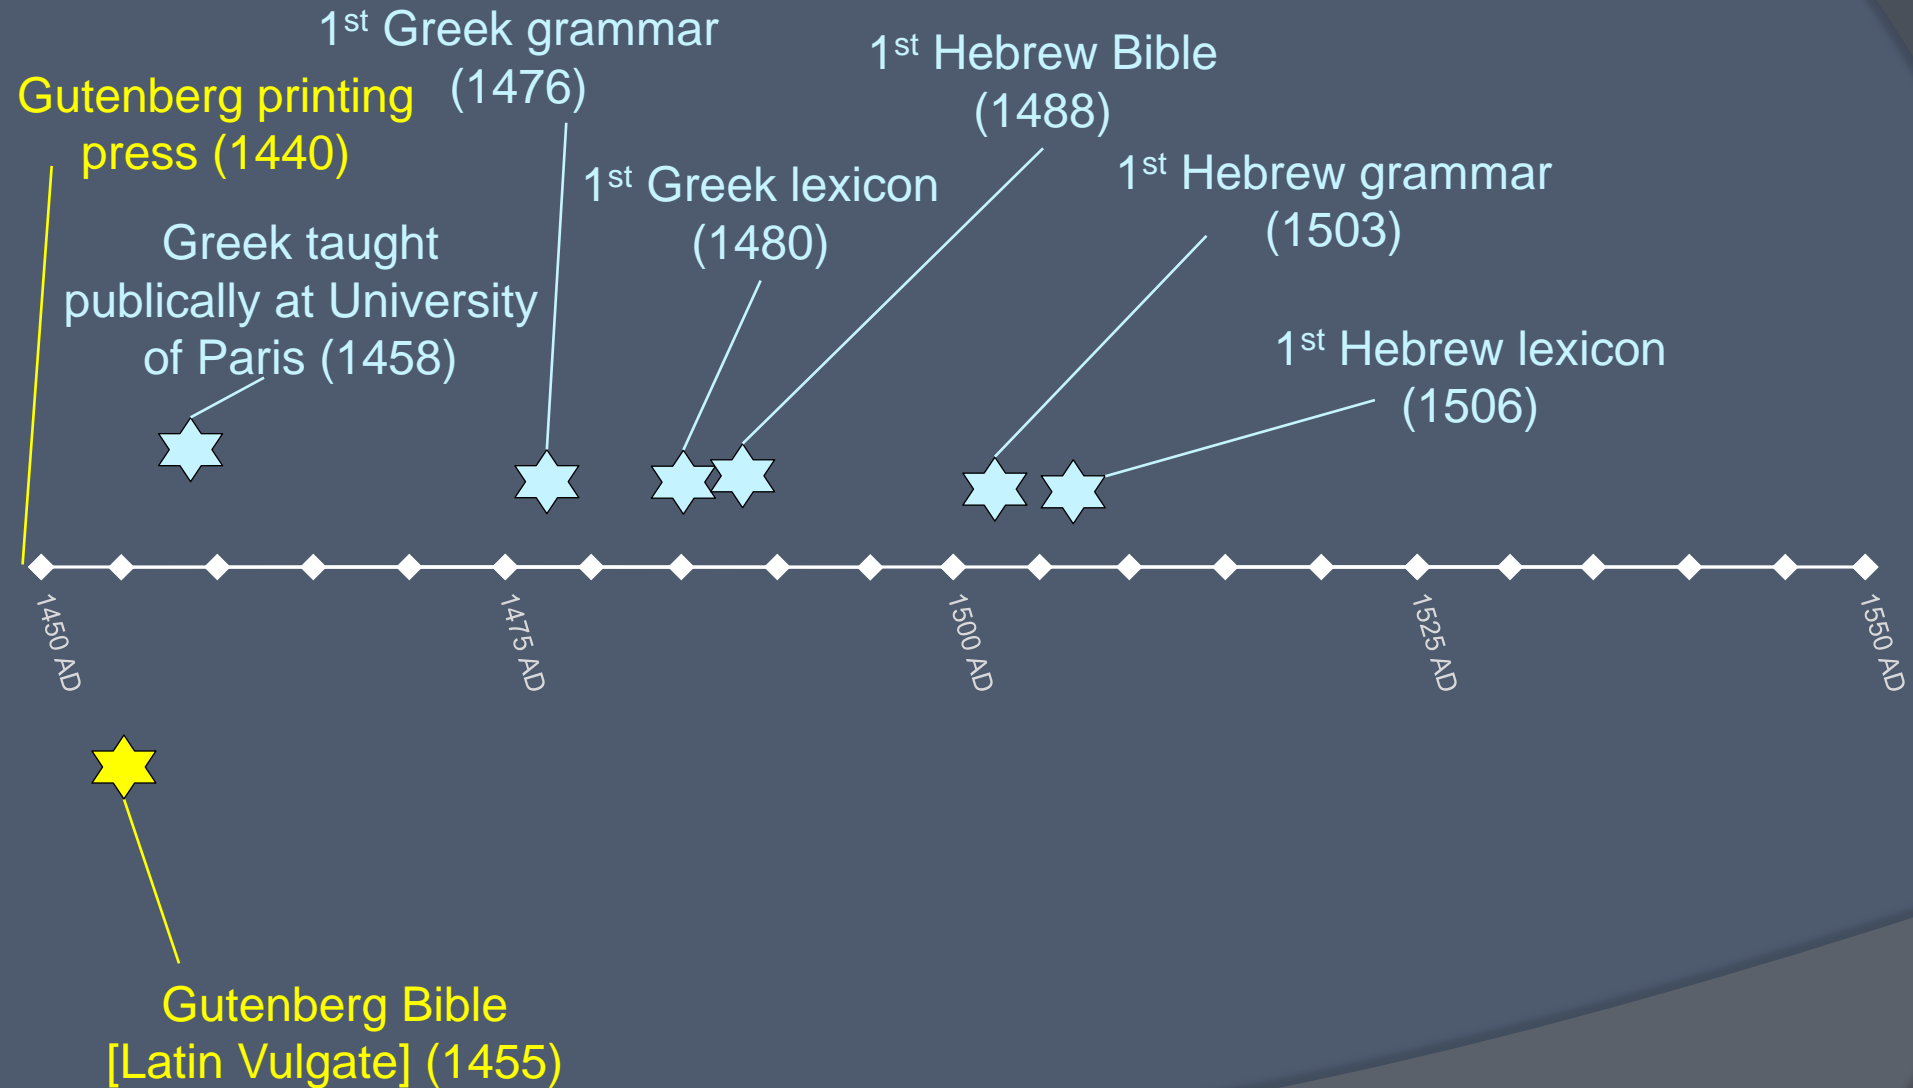 1st Greek grammar
(1476)
Gutenberg printing
press (1440)
1st Hebrew Bible
(1488)
1st Greek lexicon
(1480)
1st Hebrew grammar
(1503)
Greek taught
publically at University
of Paris (1458)
1st Hebrew lexicon
(1506)
1450 AD
1475 AD
1500 AD
1525 AD
1550 AD
Gutenberg Bible
[Latin Vulgate] (1455)